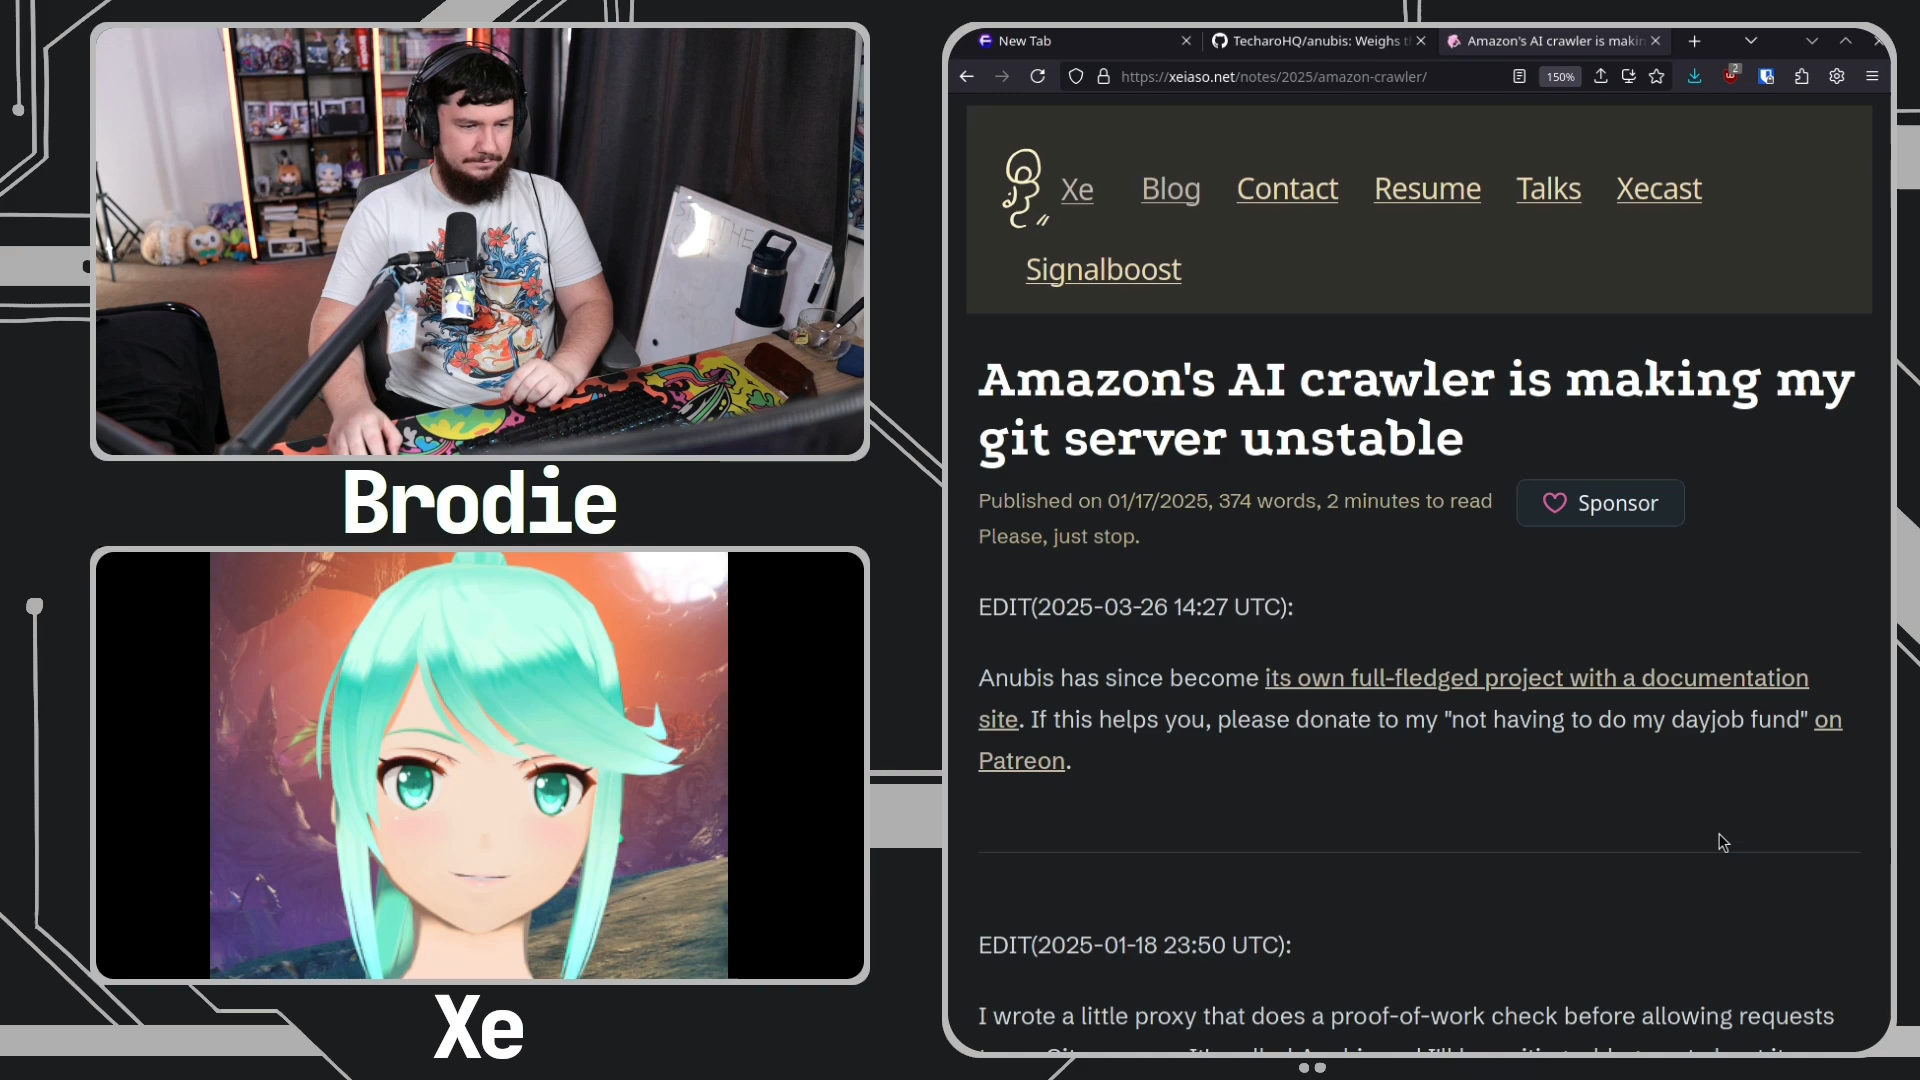 New Tab
TecharoHQ/anubis: Weighs t
Amazon's AI crawler is makin
https://xeiaso.net/notes/2025/amazon-crawler/
150%
2
Xe
Blog
Contact
Resume
Talks
Xecast
Signalboost
Amazon's AI crawler is making my
git server unstable
Published on 01/17/2025, 374 words, 2 minutes to read
Sponsor
Please, just stop.
EDIT(2025-03-26 14:27 UTC):
Anubis has since become its own full-fledged project with a documentation
site. If this helps you, please donate to my "not having to do my dayjob fund" on
Patreon.
EDIT(2025-01-18 23:50 UTC):
I wrote a little proxy that does a proof-of-work check before allowing requests
Brodie
Xe